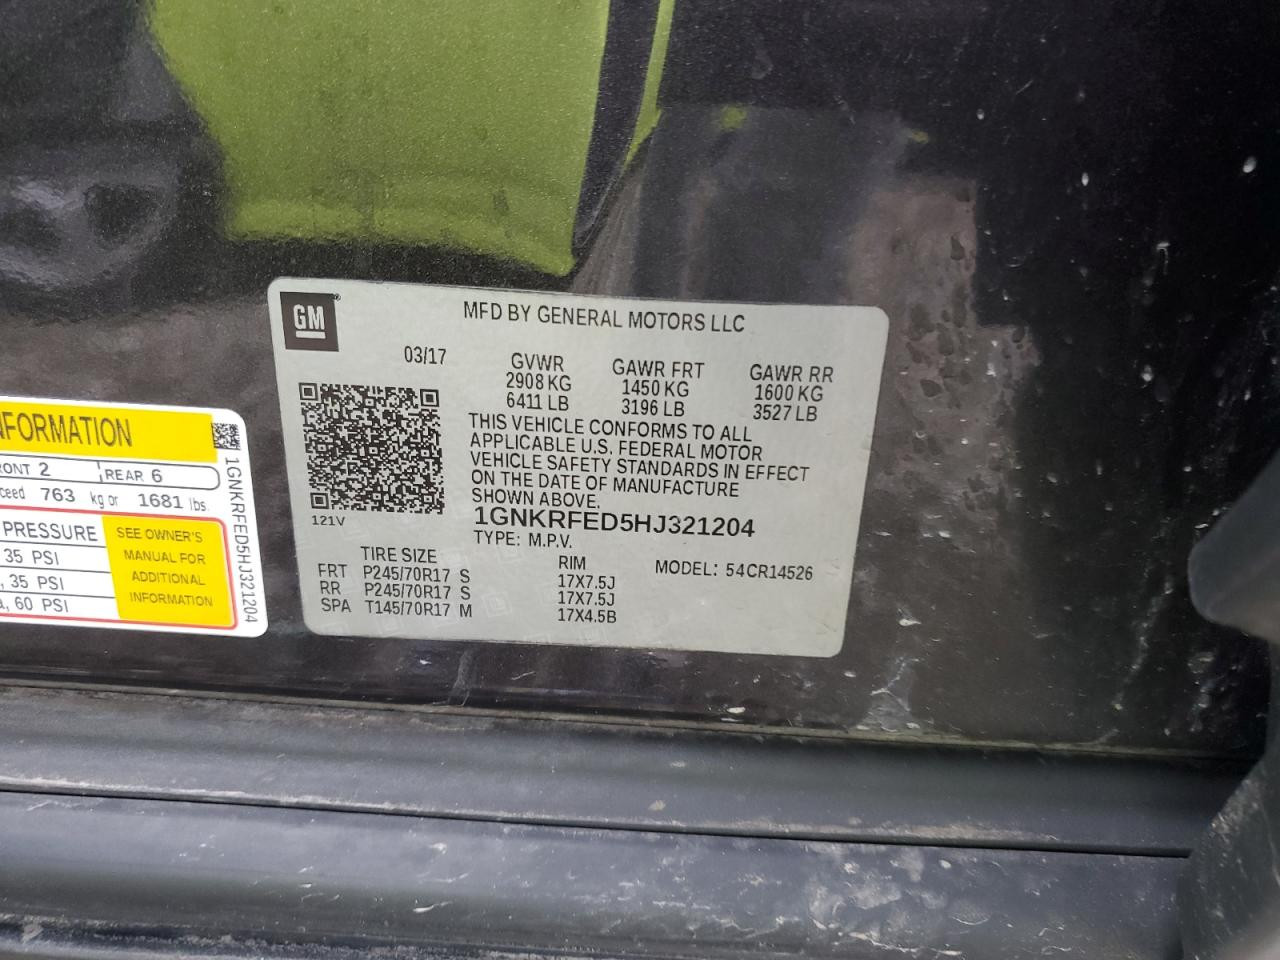 GM
MFD BY GENERAL MOTORS LLC
03/17
GVWR GAWR FRT GAWR RR
2908 KG 1450 KG 1600 KG
6411 LB 3196 LB 3527 LB
THIS VEHICLE CONFORMS TO ALL
APPLICABLE U.S. FEDERAL MOTOR
VEHICLE SAFETY STANDARDS IN EFFECT
ON THE DATE OF MANUFACTURE
SHOWN ABOVE.
121V
1GNKRFED5HJ321204
TYPE: M.P.V.
TIRE SIZE RIM MODEL: 54CR14526
FRT P245/70R17 S 17X7.5J
RR P245/70R17 S 17X7.5J
SPA T145/70R17 M 17X4.5B
NFORMATION
RONT 2 REAR 6
ceed 763 kg or 1681 lbs.
PRESSURE
35 PSI
, 35 PSI
a, 60 PSI
SEE OWNER'S
MANUAL FOR
ADDITIONAL
INFORMATION
1GNKRFED5HJ321204